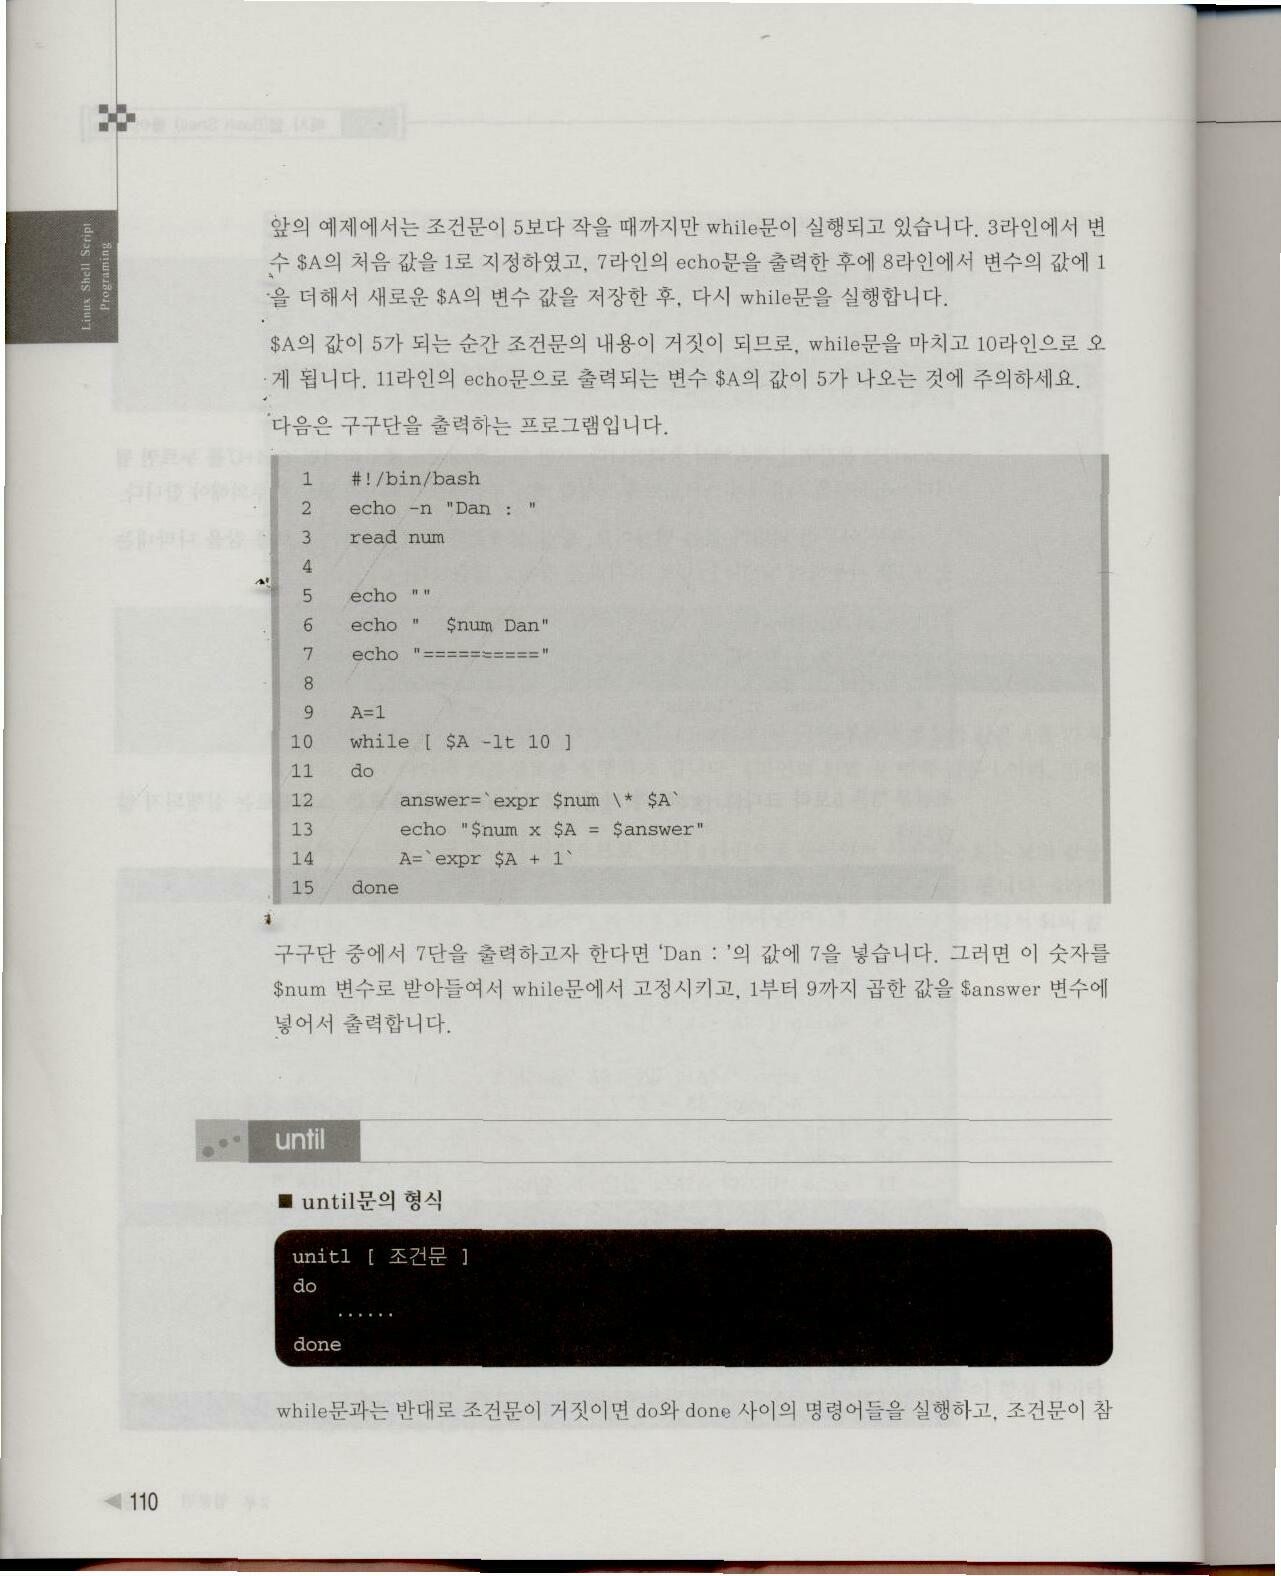 Linux Shell Script
Programing
앞의 예제에서는 조건문이 5보다 작을 때까지만 while문이 실행되고 있습니다. 3라인에서 변
수 $A의 처음 값을 1로 지정하였고, 7라인의 echo문을 출력한 후에 8라인에서 변수의 값에 1
을 더해서 새로운 $A의 변수 값을 저장한 후, 다시 while문을 실행합니다.
$A의 값이 5가 되는 순간 조건문의 내용이 거짓이 되므로, while문을 마치고 10라인으로 오
게 됩니다. 11라인의 echo문으로 출력되는 변수 $A의 값이 5가 나오는 것에 주의하세요.
다음은 구구단을 출력하는 프로그램입니다.
1 #!/bin/bash
2 echo -n "Dan : "
3 read num
4
5 echo ""
6 echo "  $num Dan"
7 echo "=========="
8
9 A=1
10 while [ $A -lt 10 ]
11 do
12 answer=`expr $num \* $A`
13 echo "$num x $A = $answer"
14 A=`expr $A + 1`
15 done
구구단 중에서 7단을 출력하고자 한다면 ‘Dan : ’의 값에 7을 넣습니다. 그러면 이 숫자를
$num 변수로 받아들여서 while문에서 고정시키고, 1부터 9까지 곱한 값을 $answer 변수에
넣어서 출력합니다.
until
■ until문의 형식
unitl [ 조건문 ]
do
......
done
while문과는 반대로 조건문이 거짓이면 do와 done 사이의 명령어들을 실행하고, 조건문이 참
◀ 110